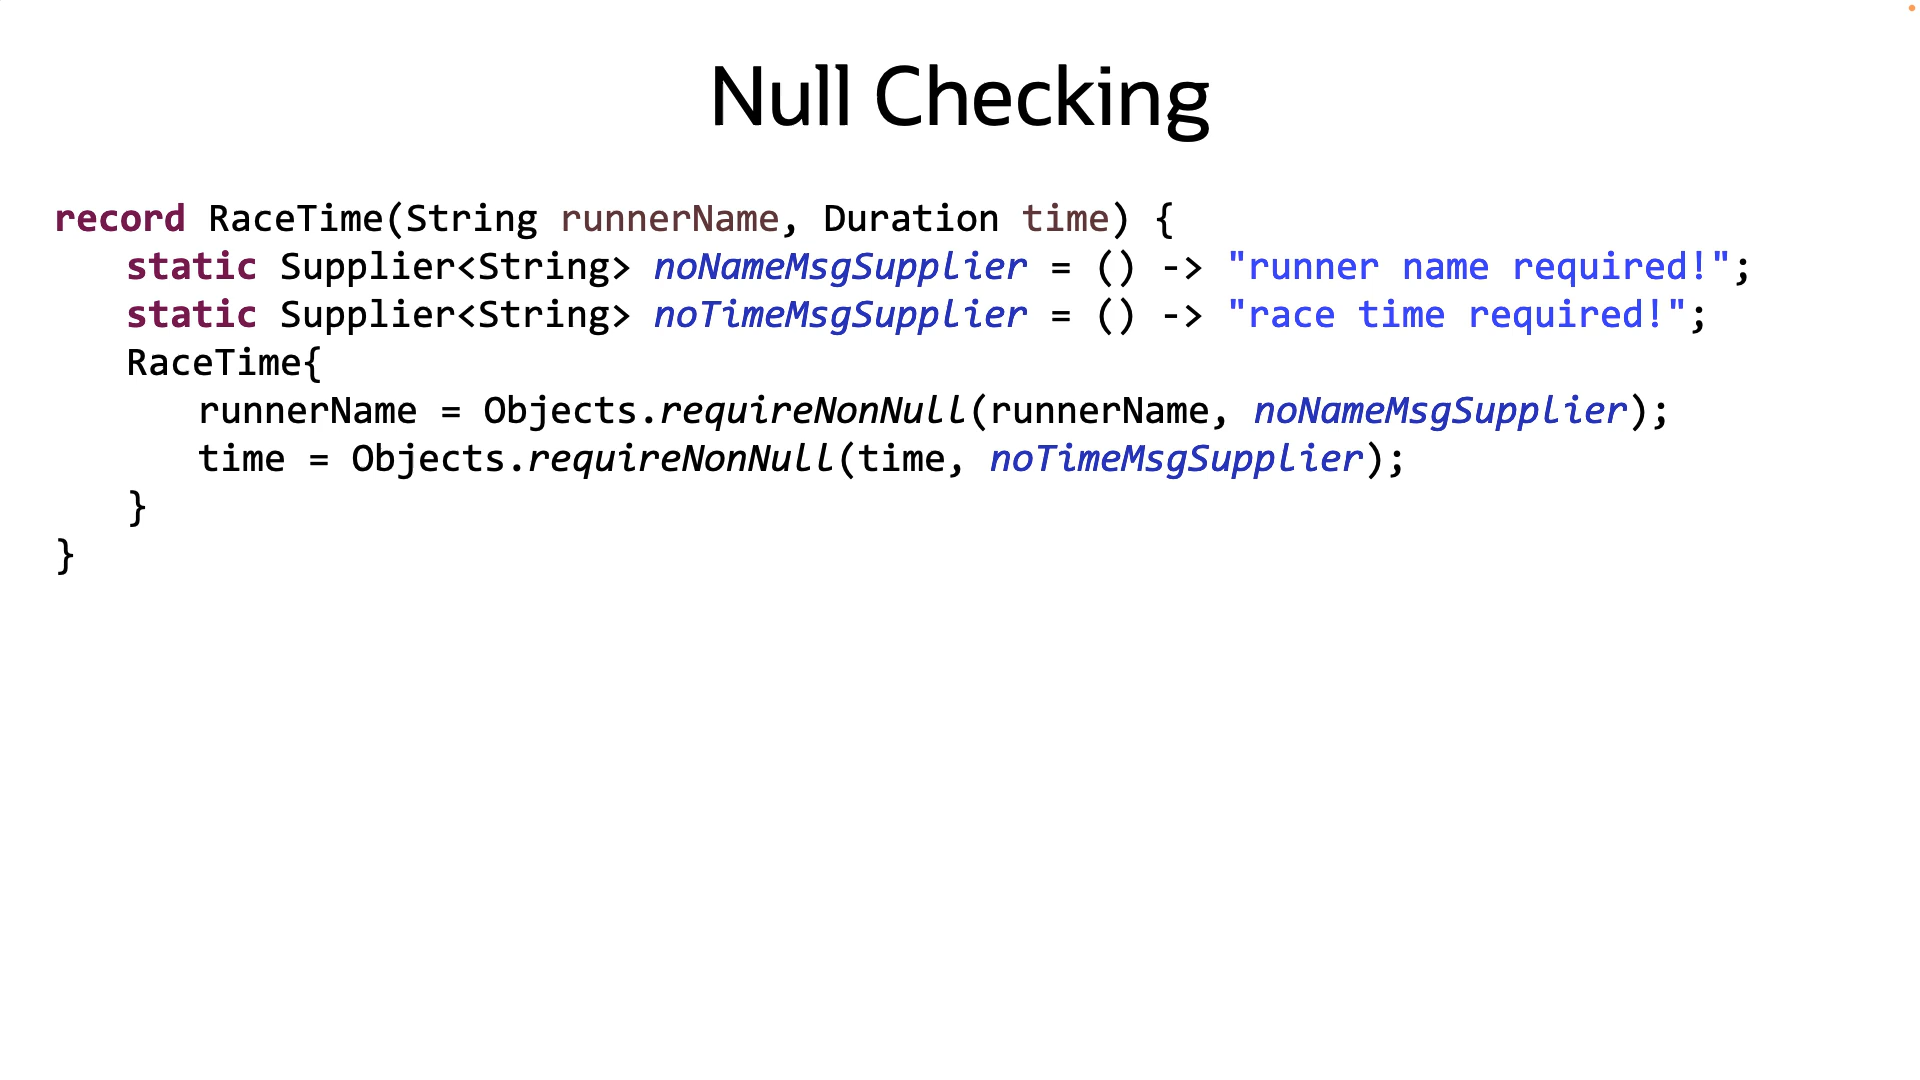 Null Checking
record RaceTime(String runnerName, Duration time) {
static Supplier<String> noNameMsgSupplier = () -> "runner name required!";
static Supplier<String> noTimeMsgSupplier = () -> "race time required!";
RaceTime{
runnerName = Objects.requireNonNull(runnerName, noNameMsgSupplier);
time = Objects.requireNonNull(time, noTimeMsgSupplier);
}
}